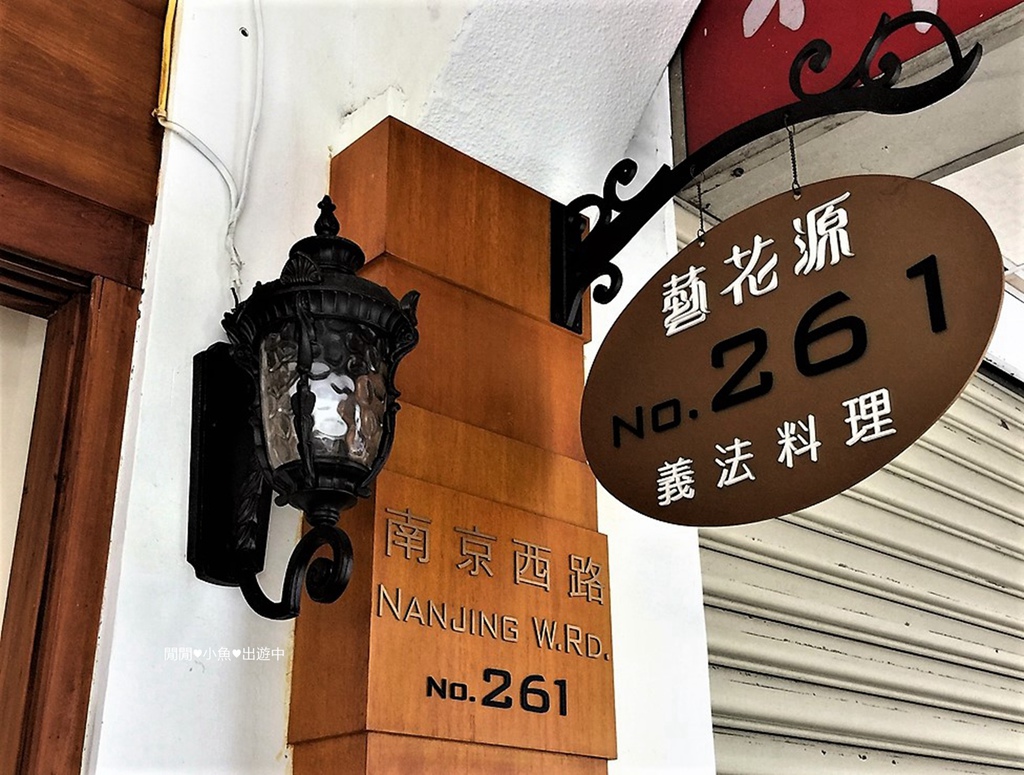 藝花源
No. 261
義法料理
南京西路
NANJING W.RD.
No. 261
閒閒♥小魚♥出遊中